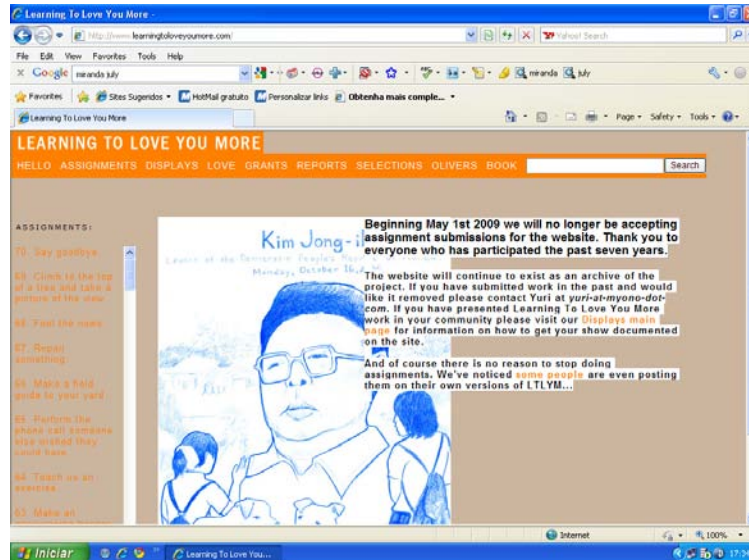 Learning To Love You More -
http://www.learningtoloveyoumore.com/
Yahoo! Search
File Edit View Favorites Tools Help
Google miranda july
miranda july
Favorites Sites Sugeridos HotMail gratuito Personalizar links Obtenha mais comple...
Learning To Love You More
Page Safety Tools
LEARNING TO LOVE YOU MORE
HELLO ASSIGNMENTS DISPLAYS LOVE GRANTS REPORTS SELECTIONS OLIVERS BOOK
Search
ASSIGNMENTS:
70. Say goodbye.
69. Climb to the top
of a tree and take a
picture of the view.
68. Feel the news
67. Repair
something.
66. Make a field
guide to your yard.
65. Perform the
phone call someone
else wished they
could have.
64. Teach us an
exercise.
63. Make an
Kim Jong-il
Monday, October 16,
Beginning May 1st 2009 we will no longer be accepting
assignment submissions for the website. Thank you to
everyone who has participated the past seven years.
The website will continue to exist as an archive of the
project. If you have submitted work in the past and would
like it removed please contact Yuri at yuri-at-myono-dot-
com. If you have presented Learning To Love You More
work in your community please visit our Displays main
page for information on how to get your show documented
on the site.
And of course there is no reason to stop doing
assignments. We've noticed some people are even posting
them on their own versions of LTLYM...
Internet
100%
Iniciar
Learning To Love You...